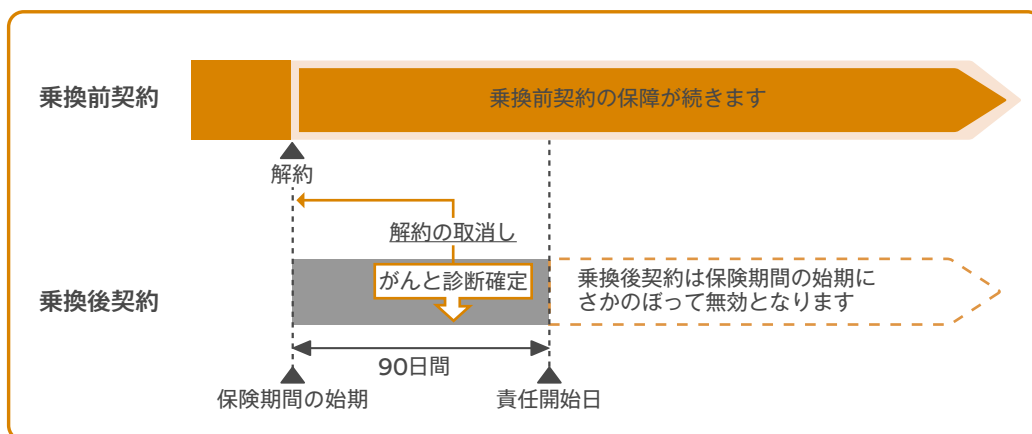 乗換前契約
乗換前契約の保障が続きます
解約
解約の取消し
がんと診断確定
乗換後契約
乗換後契約は保険期間の始期に
さかのぼって無効となります
90日間
保険期間の始期
責任開始日